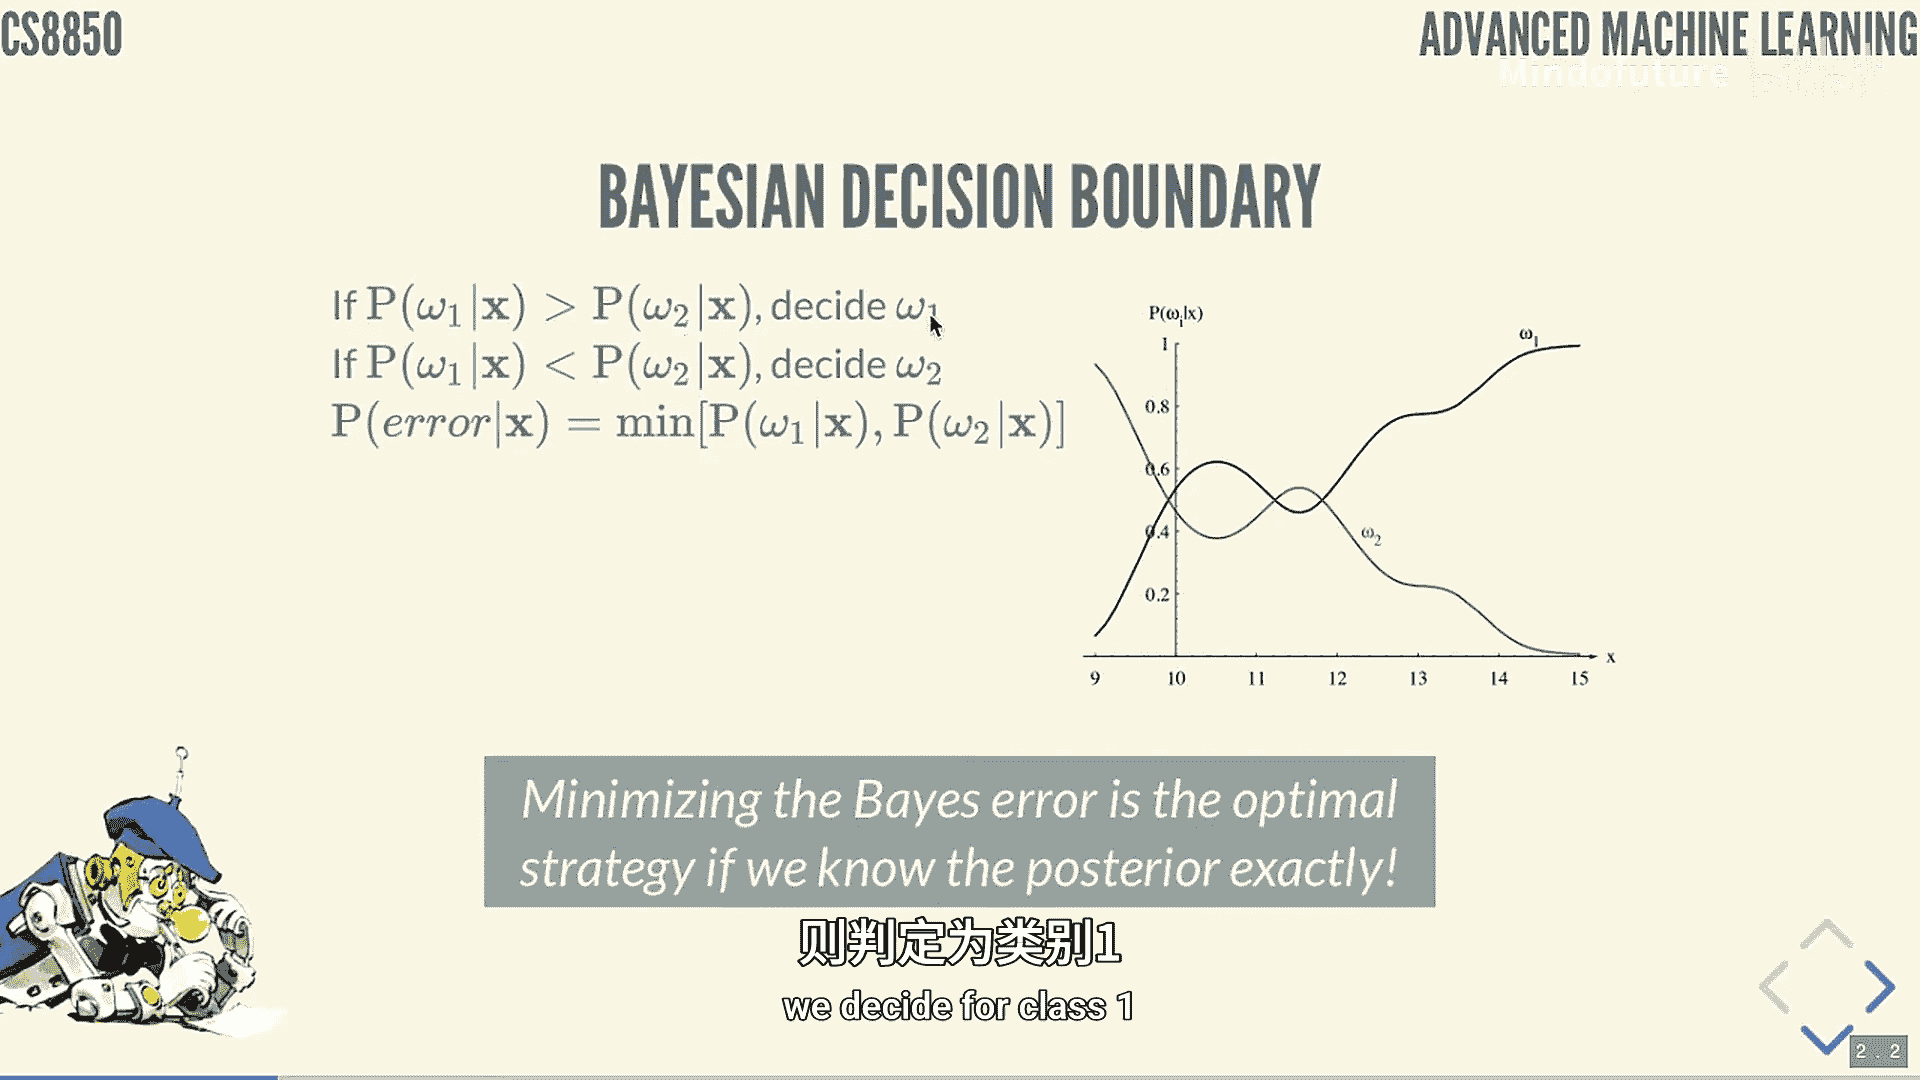 CS8850
ADVANCED MACHINE LEARNING
Mindofuture
BAYESIAN DECISION BOUNDARY
If P(ω₁|x) > P(ω₂|x), decide ω₁
If P(ω₁|x) < P(ω₂|x), decide ω₂
P(error|x) = min[P(ω₁|x), P(ω₂|x)]
P(ωᵢ|x)
ω₁
1
0.8
0.6
0.4
ω₂
0.2
x
9 10 11 12 13 14 15
Minimizing the Bayes error is the optimal
strategy if we know the posterior exactly!
则判定为类别1
we decide for class 1
2 . 2